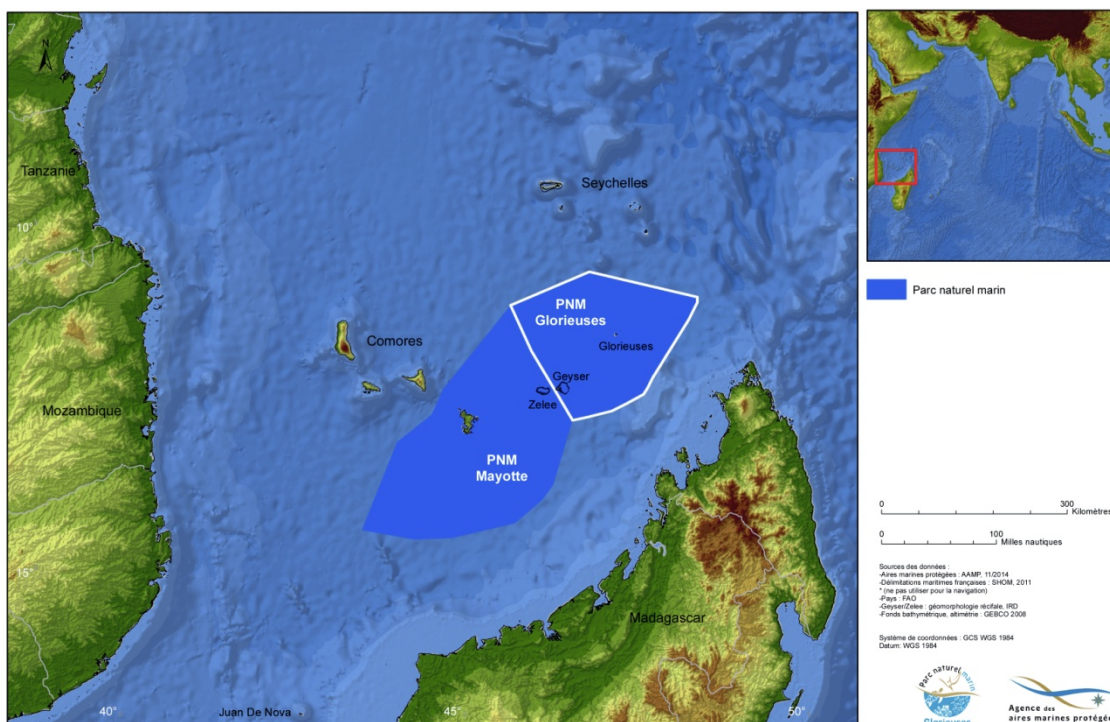 N
Tanzanie
Seychelles
10°
PNM
Glorieuses
Glorieuses
Comores
Geyser
Zelee
Mozambique
PNM
Mayotte
15°
Madagascar
40°
Juan De Nova
45°
50°
Parc naturel marin
0 300
Kilomètres
0 100
Milles nautiques
Sources des données :
-Aires marines protégées : AAMP, 11/2014
-Délimitations maritimes françaises : SHOM, 2011
* (ne pas utiliser pour la navigation)
-Pays : FAO
-Geyser/Zelee : géomorphologie récifale, IRD
-Fonds bathymétrique, altimétrie : GEBCO 2008
Système de coordonnées : GCS WGS 1984
Datum: WGS 1984
Parc naturel marin
Glorieuses
Agence des
aires marines protégées